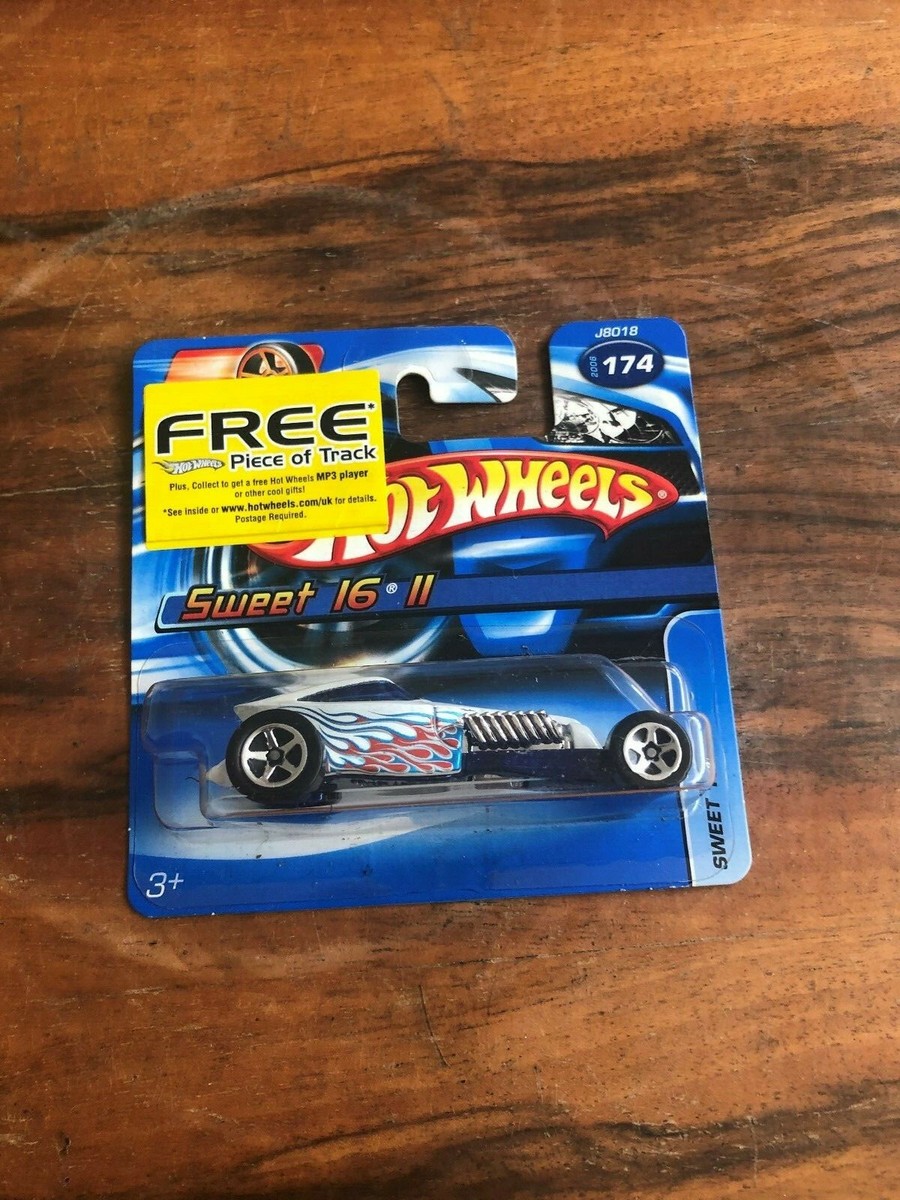 J8018
2006 174
FREE*
Hot Wheels Piece of Track
Plus, Collect to get a free Hot Wheels MP3 player
or other cool gifts!
*See inside or www.hotwheels.com/uk for details.
Postage Required.
Hot Wheels®
Sweet 16® II
SWEET
3+